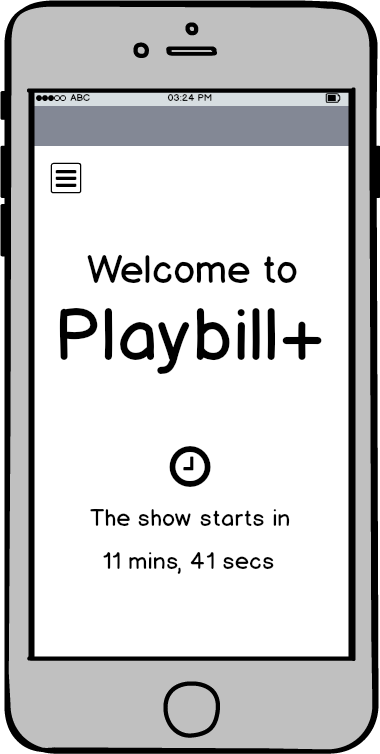 ABC 03:24 PM
Welcome to
Playbill+
The show starts in
11 mins, 41 secs